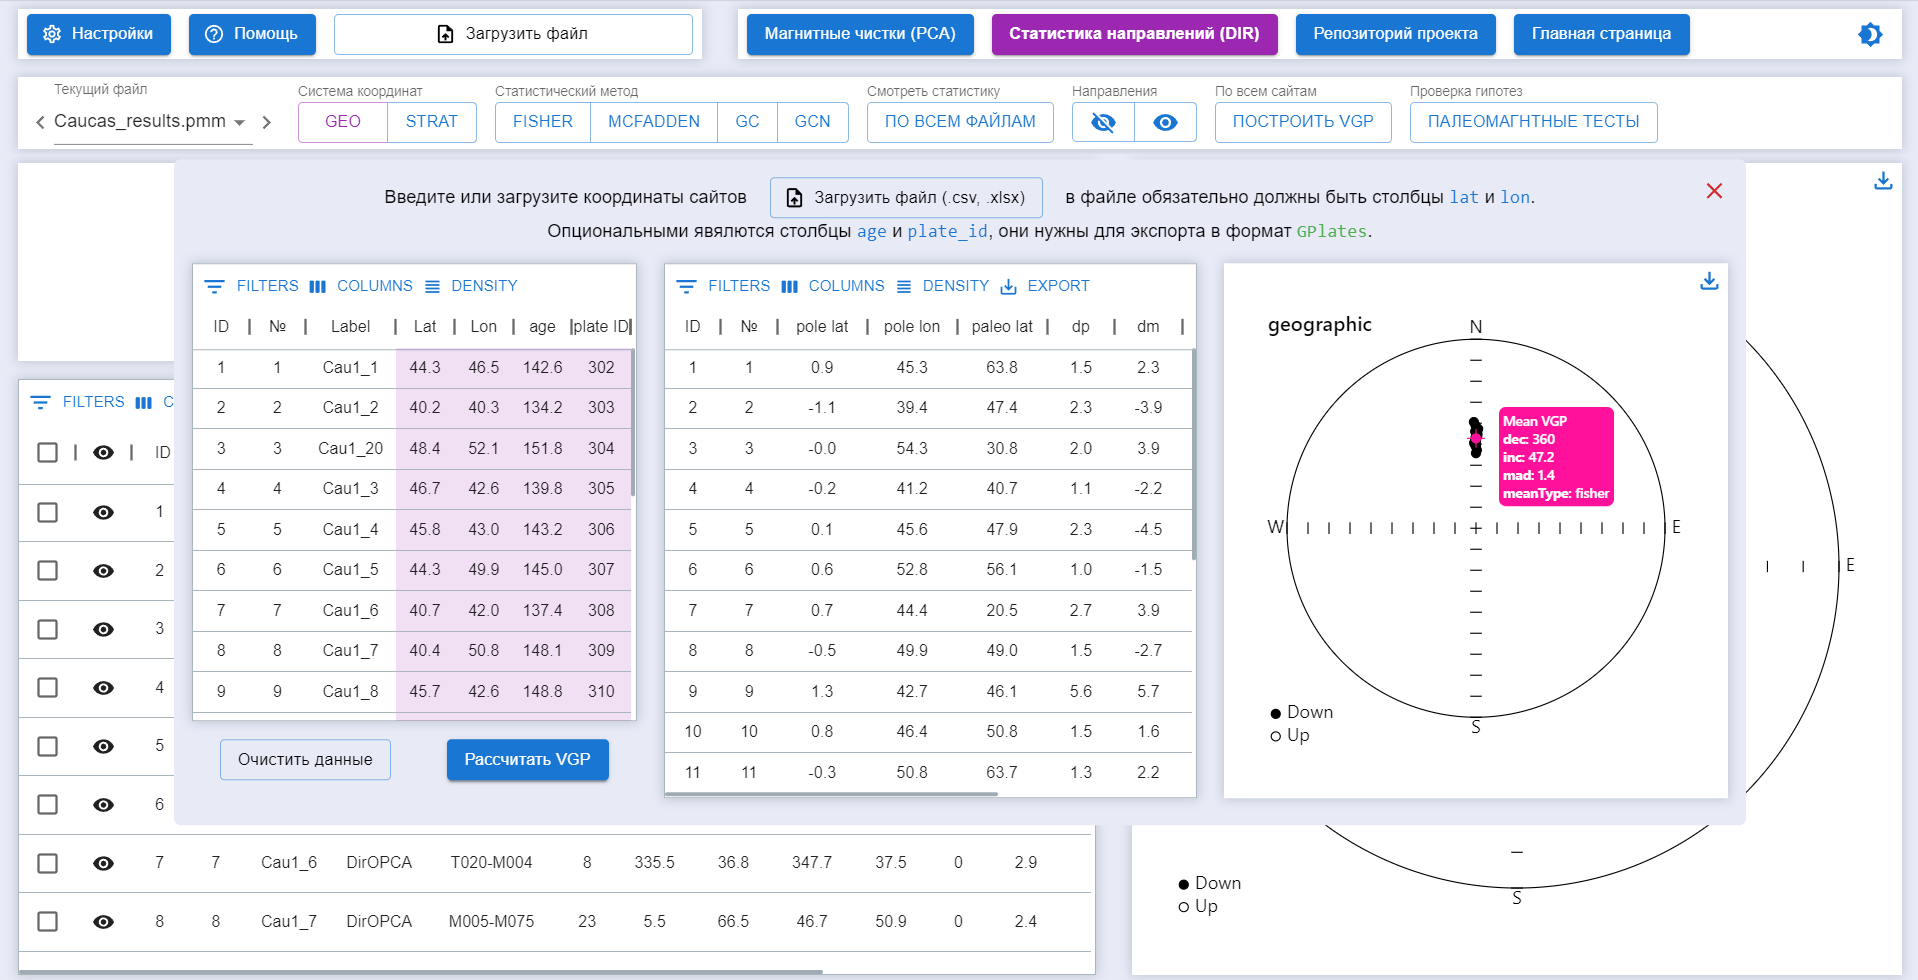 Настройки Помощь Загрузить файл Магнитные чистки (PCA) Статистика направлений (DIR) Репозиторий проекта Главная страница
Текущий файл Система координат Статистический метод Смотреть статистику Направления По всем сайтам Проверка гипотез
Caucas_results.pmm GEO STRAT FISHER MCFADDEN GC GCN ПО ВСЕМ ФАЙЛАМ ПОСТРОИТЬ VGP ПАЛЕОМАГНТНЫЕ ТЕСТЫ
Введите или загрузите координаты сайтов Загрузить файл (.csv, .xlsx) в файле обязательно должны быть столбцы lat и lon.
Опциональными явялются столбцы age и plate_id, они нужны для экспорта в формат GPlates.
FILTERS COLUMNS DENSITY
ID № Label Lat Lon age plate ID
1 1 Cau1_1 44.3 46.5 142.6 302
2 2 Cau1_2 40.2 40.3 134.2 303
3 3 Cau1_20 48.4 52.1 151.8 304
4 4 Cau1_3 46.7 42.6 139.8 305
5 5 Cau1_4 45.8 43.0 143.2 306
6 6 Cau1_5 44.3 49.9 145.0 307
7 7 Cau1_6 40.7 42.0 137.4 308
8 8 Cau1_7 40.4 50.8 148.1 309
9 9 Cau1_8 45.7 42.6 148.8 310
Очистить данные Рассчитать VGP
FILTERS COLUMNS DENSITY EXPORT
ID № pole lat pole lon paleo lat dp dm
1 1 0.9 45.3 63.8 1.5 2.3
2 2 -1.1 39.4 47.4 2.3 -3.9
3 3 -0.0 54.3 30.8 2.0 3.9
4 4 -0.2 41.2 40.7 1.1 -2.2
5 5 0.1 45.6 47.9 2.3 -4.5
6 6 0.6 52.8 56.1 1.0 -1.5
7 7 0.7 44.4 20.5 2.7 3.9
8 8 -0.5 49.9 49.0 1.5 -2.7
9 9 1.3 42.7 46.1 5.6 5.7
10 10 0.8 46.4 50.8 1.5 1.6
11 11 -0.3 50.8 63.7 1.3 2.2
geographic
N
Mean VGP
dec: 360
inc: 47.2
mad: 1.4
meanType: fisher
W E
S
Down
Up
FILTERS C
ID
1
2
3
4
5
6
7 7 Cau1_6 DirOPCA T020-M004 8 335.5 36.8 347.7 37.5 0 2.9
8 8 Cau1_7 DirOPCA M005-M075 23 5.5 66.5 46.7 50.9 0 2.4
E
S
Down
Up